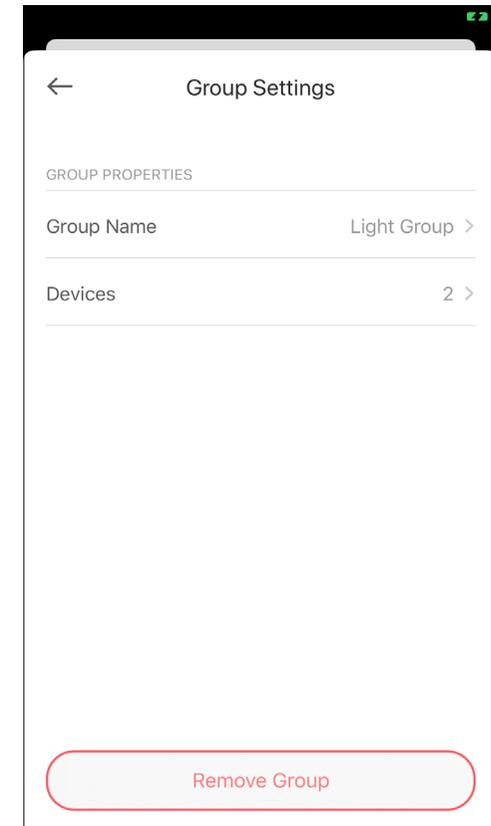 Group Settings
GROUP PROPERTIES
Group Name Light Group
Devices 2
Remove Group